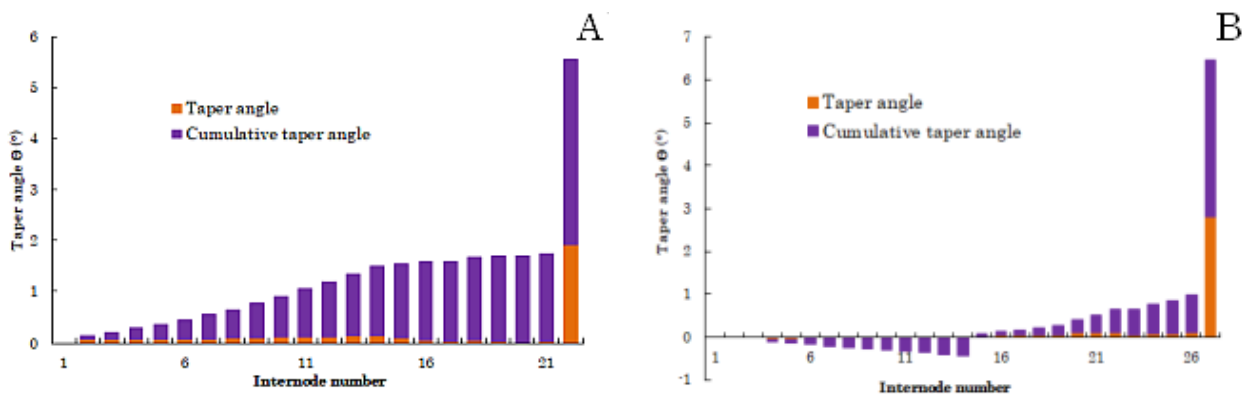 A
6
5
4
3
2
1
0
Taper angle Θ (°)
Taper angle
Cumulative taper angle
1
6
11
16
21
Internode number
B
7
6
5
4
3
2
1
0
-1
Taper angle Θ (°)
Taper angle
Cumulative taper angle
1
6
11
16
21
26
Internode number